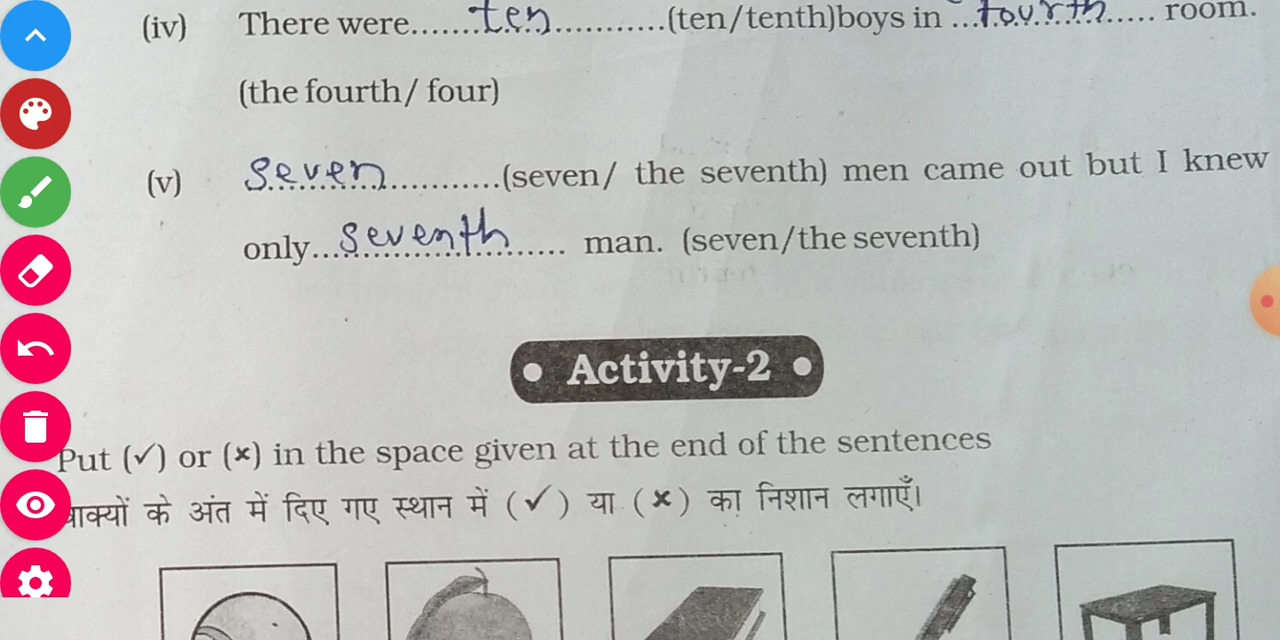 (iv) There were.......ten...........(ten/tenth)boys in ...fourth..... room.
(the fourth/ four)
(v) seven...........(seven/ the seventh) men came out but I knew
only...seventh...... man. (seven/the seventh)
• Activity-2 •
Put (✓) or (×) in the space given at the end of the sentences
वाक्यों के अंत में दिए गए स्थान में (✓) या (×) का निशान लगाएँ।